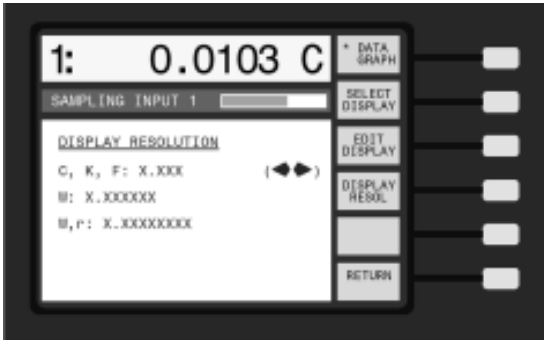 1: 0.0103 C
SAMPLING INPUT 1
DISPLAY RESOLUTION
C, K, F: X.XXX (◀▶)
W: X.XXXXXX
W,r: X.XXXXXXXX
* DATA
GRAPH
SELECT
DISPLAY
EDIT
DISPLAY
DISPLAY
RESOL
RETURN